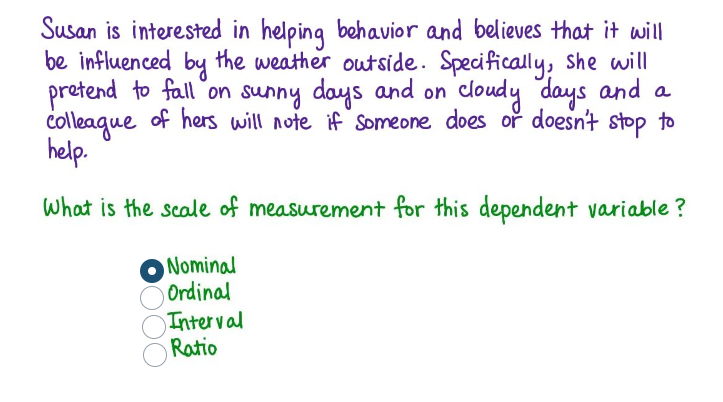 Susan is interested in helping behavior and believes that it will
be influenced by the weather outside. Specifically, she will
pretend to fall on sunny days and on cloudy days and a
colleague of hers will note if someone does or doesn't stop to
help.
What is the scale of measurement for this dependent variable?
Nominal
Ordinal
Interval
Ratio